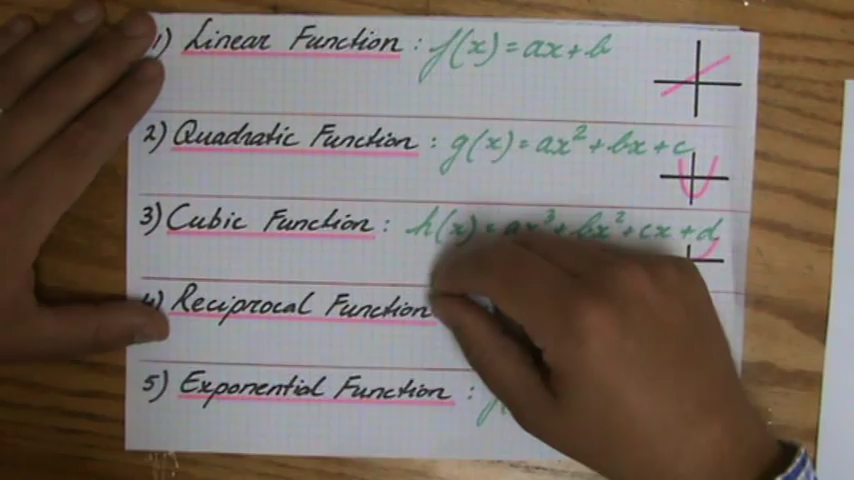 1) Linear Function : f(x) = ax + b
2) Quadratic Function : g(x) = ax² + bx + c
3) Cubic Function : h(x) = ax³ + bx² + cx + d
4) Reciprocal Function
5) Exponential Function :